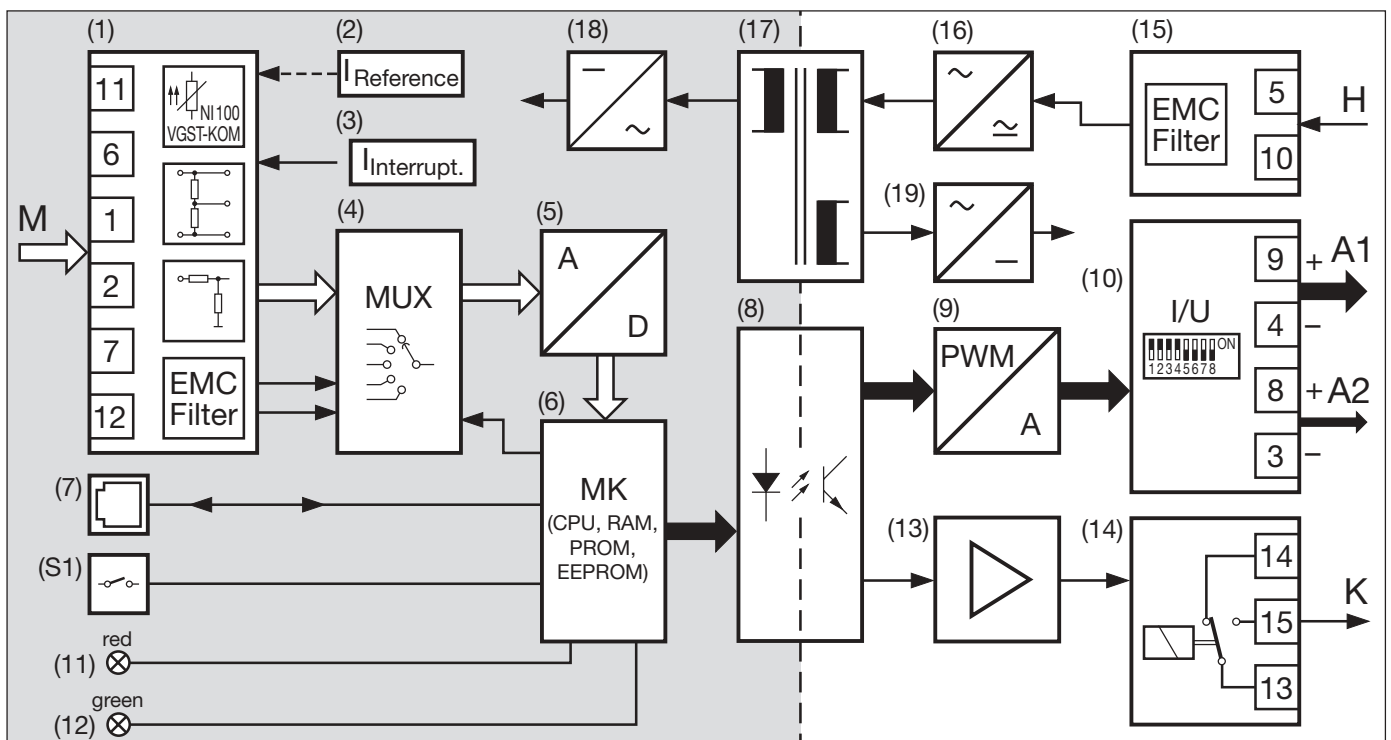 (1)
11
6
1
2
7
12
NI100
VGST-KOM
EMC
Filter
M
(2)
I Reference
(3)
I Interrupt.
(4)
MUX
(5)
A
D
(6)
MK
(CPU, RAM,
PROM,
EEPROM)
(7)
(S1)
red
(11)
green
(12)
(18)
– ~
(17)
(16)
~ ≃
(15)
EMC
Filter
5
10
H
(19)
~ –
(8)
(9)
PWM
A
(10)
I/U
ON
12345678
9
4
8
3
+ A1
–
+ A2
–
(13)
(14)
14
15
13
K